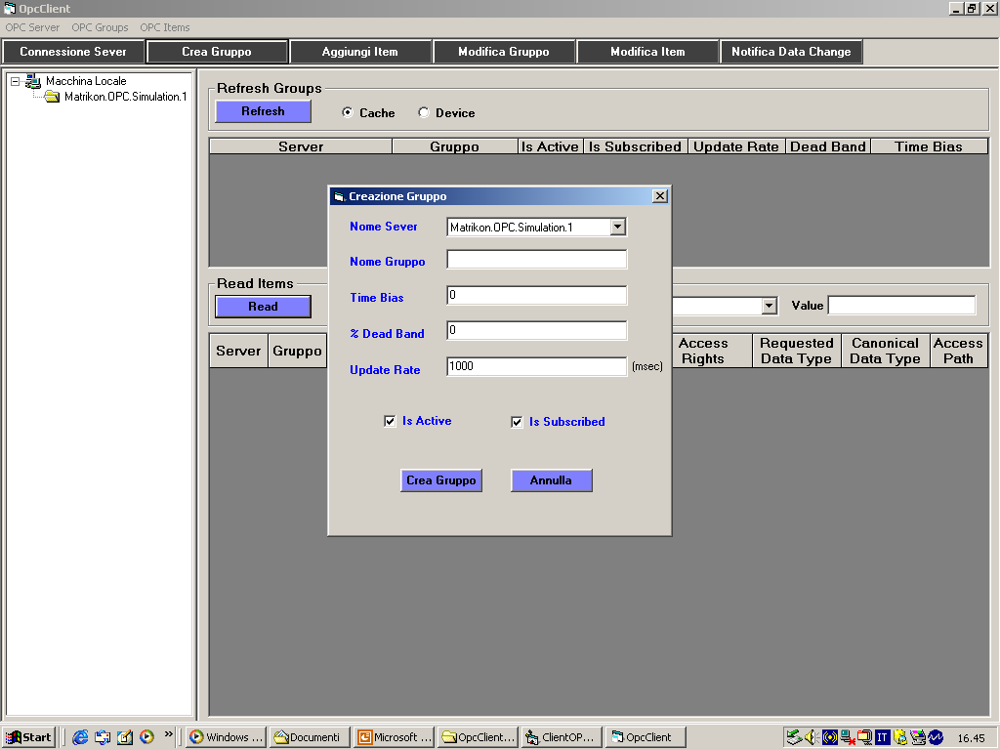 OpcClient
OPC Server OPC Groups OPC Items
Connessione Sever Crea Gruppo Aggiungi Item Modifica Gruppo Modifica Item Notifica Data Change
Macchina Locale
Matrikon.OPC.Simulation.1
Refresh Groups
Refresh Cache Device
Server Gruppo Is Active Is Subscribed Update Rate Dead Band Time Bias
Creazione Gruppo
Nome Sever Matrikon.OPC.Simulation.1
Nome Gruppo
Time Bias 0
% Dead Band 0
Update Rate 1000 (msec)
Is Active Is Subscribed
Crea Gruppo Annulla
Read Items
Read Value
Server Gruppo Access Rights Requested Data Type Canonical Data Type Access Path
Start » Windows ... Documenti Microsoft ... OpcClient... ClientOP... OpcClient IT 16.45